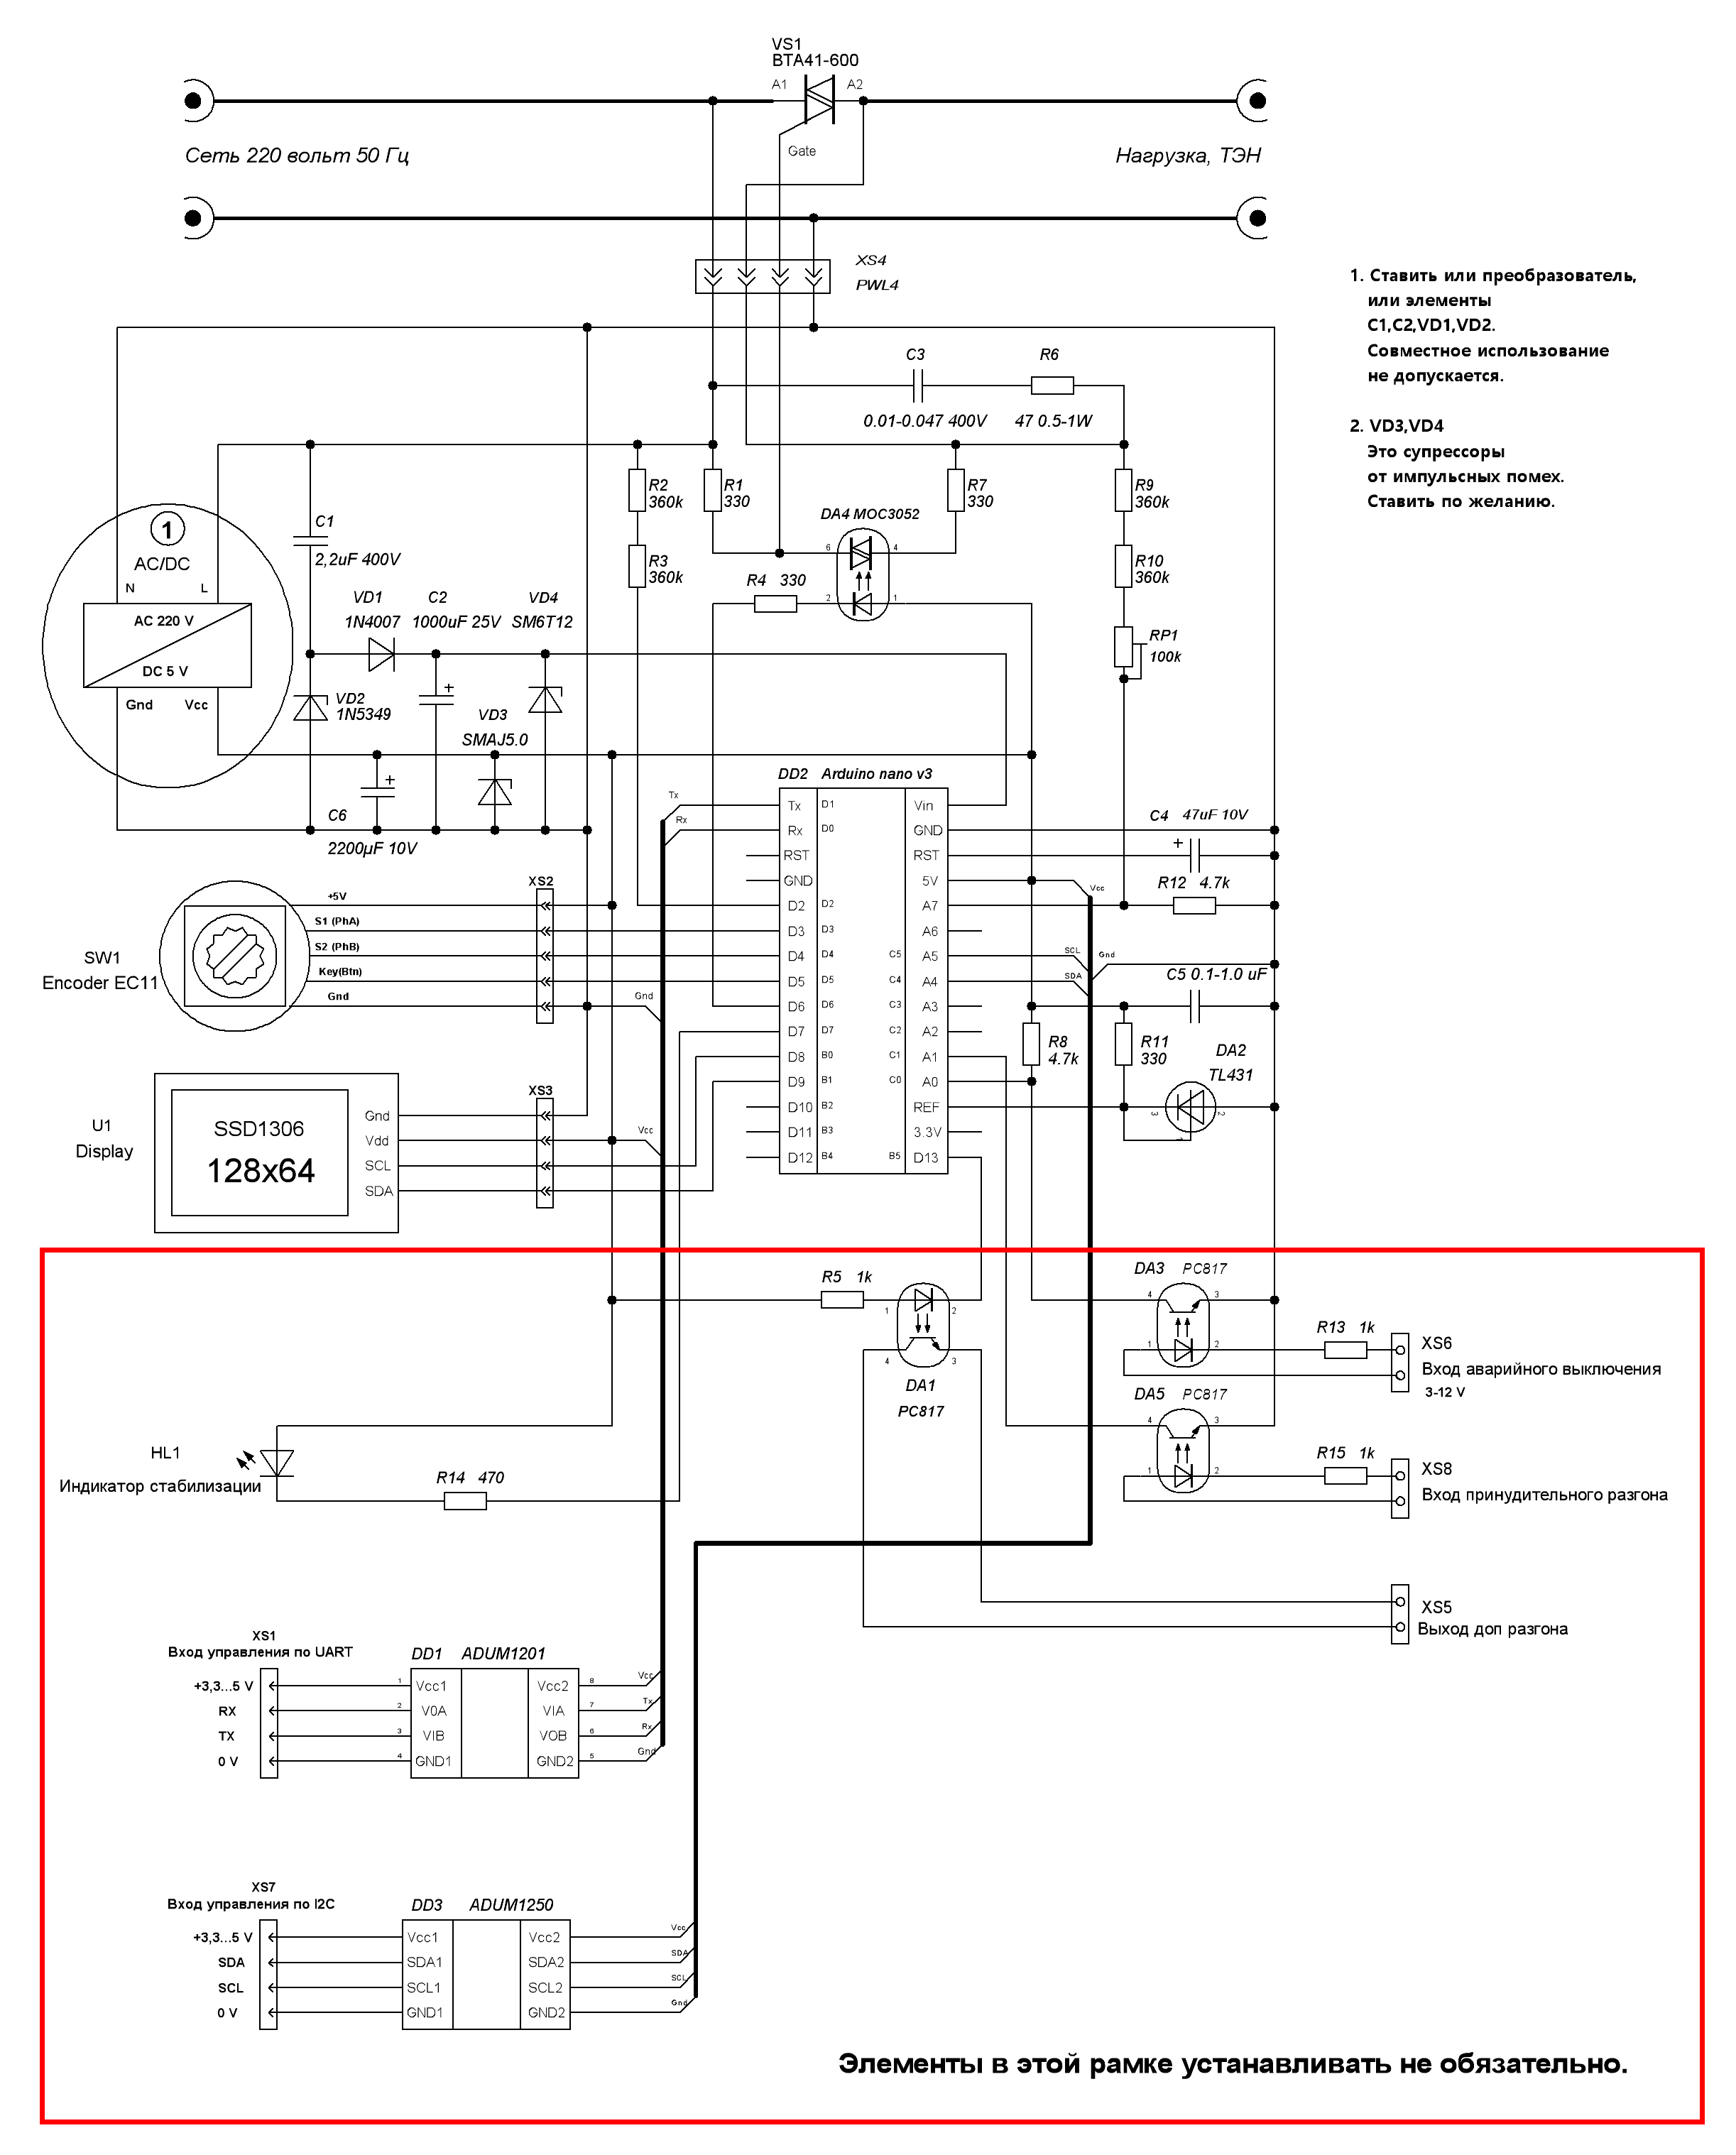 VS1
BTA41-600
A1
A2
Gate
Сеть 220 вольт 50 Гц
Нагрузка, ТЭН
XS4
PWL4
1. Ставить или преобразователь,
или элементы
C1,C2,VD1,VD2.
Совместное использование
не допускается.
2. VD3,VD4
Это супрессоры
от импульсных помех.
Ставить по желанию.
C3
R6
0.01-0.047 400V
47 0.5-1W
R2
360k
R1
330
R7
330
R9
360k
DA4 MOC3052
6
4
2
1
C1
2,2uF 400V
R3
360k
R10
360k
R4 330
RP1
100k
1
AC/DC
N
L
AC 220 V
DC 5 V
Gnd
Vcc
VD1
1N4007
C2
1000uF 25V
VD4
SM6T12
VD2
1N5349
VD3
SMAJ5.0
C6
2200µF 10V
DD2 Arduino nano v3
Tx D1 Vin
Rx D0 GND
RST RST
GND 5V
D2 D2 A7
D3 D3 A6
D4 D4 C5 A5
D5 D5 C4 A4
D6 D6 C3 A3
D7 D7 C2 A2
D8 B0 C1 A1
D9 B1 C0 A0
D10 B2 REF
D11 B3 3.3V
D12 B4 B5 D13
Tx
Rx
Gnd
Vcc
Vcc
SCL
SDA
Gnd
C4 47uF 10V
+
+
+
R12 4.7k
C5 0.1-1.0 uF
R8
4.7k
R11
330
DA2
TL431
3
2
1
SW1
Encoder EC11
XS2
+5V
S1 (PhA)
S2 (PhB)
Key(Btn)
Gnd
U1
Display
SSD1306
128x64
Gnd
Vdd
SCL
SDA
XS3
R5 1k
1
2
4
3
DA1
PC817
DA3 PC817
4
3
1
2
R13 1k
XS6
Вход аварийного выключения
3-12 V
DA5 PC817
4
3
1
2
R15 1k
XS8
Вход принудительного разгона
HL1
Индикатор стабилизации
R14 470
XS5
Выход доп разгона
XS1
Вход управления по UART
+3,3...5 V
RX
TX
0 V
DD1 ADUM1201
1 Vcc1 Vcc2 8 Vcc
2 V0A VIA 7 Tx
3 VIB VOB 6 Rx
4 GND1 GND2 5 Gnd
XS7
Вход управления по I2C
+3,3...5 V
SDA
SCL
0 V
DD3 ADUM1250
Vcc1 Vcc2 Vcc
SDA1 SDA2 SDA
SCL1 SCL2 SCL
GND1 GND2 Gnd
Элементы в этой рамке устанавливать не обязательно.